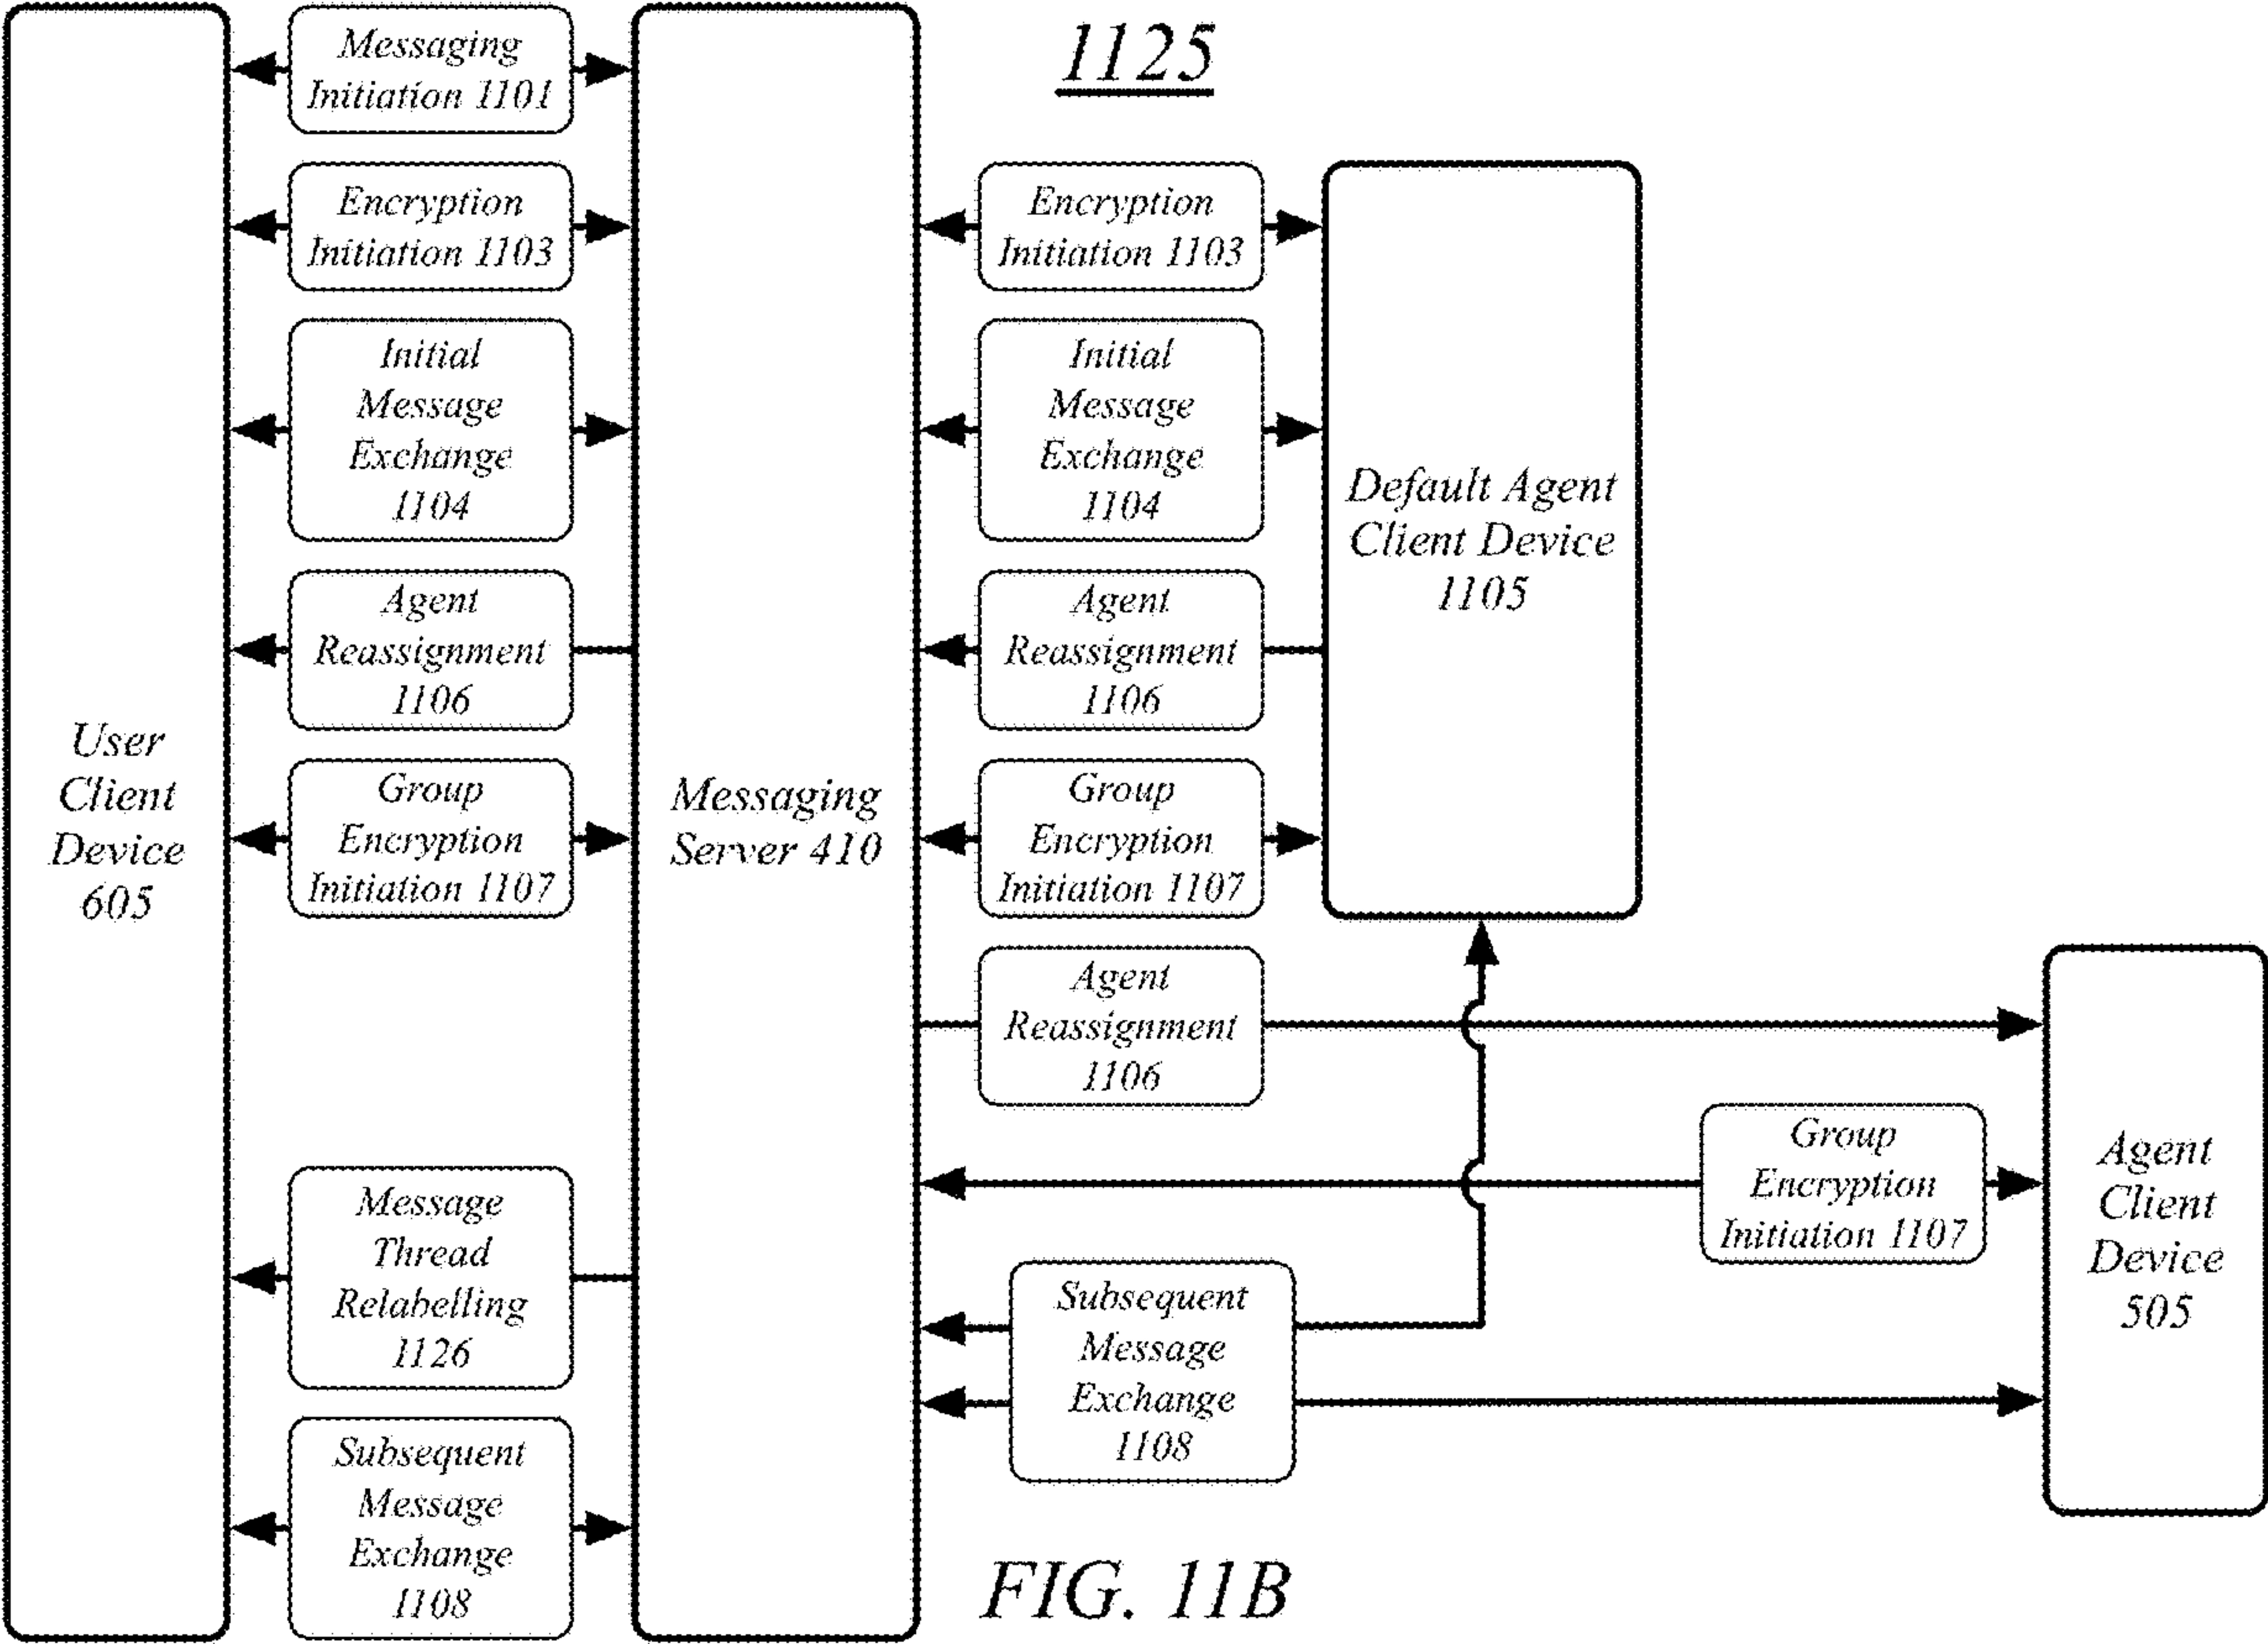 1125
Messaging
Initiation 1101
Encryption
Initiation 1103
Encryption
Initiation 1103
Initial
Message
Exchange
1104
Initial
Message
Exchange
1104
Default Agent
Client Device
1105
Agent
Reassignment
1106
Agent
Reassignment
1106
User
Client
Device
605
Group
Encryption
Initiation 1107
Messaging
Server 410
Group
Encryption
Initiation 1107
Agent
Reassignment
1106
Group
Encryption
Initiation 1107
Agent
Client
Device
505
Message
Thread
Relabelling
1126
Subsequent
Message
Exchange
1108
Subsequent
Message
Exchange
1108
FIG. 11B